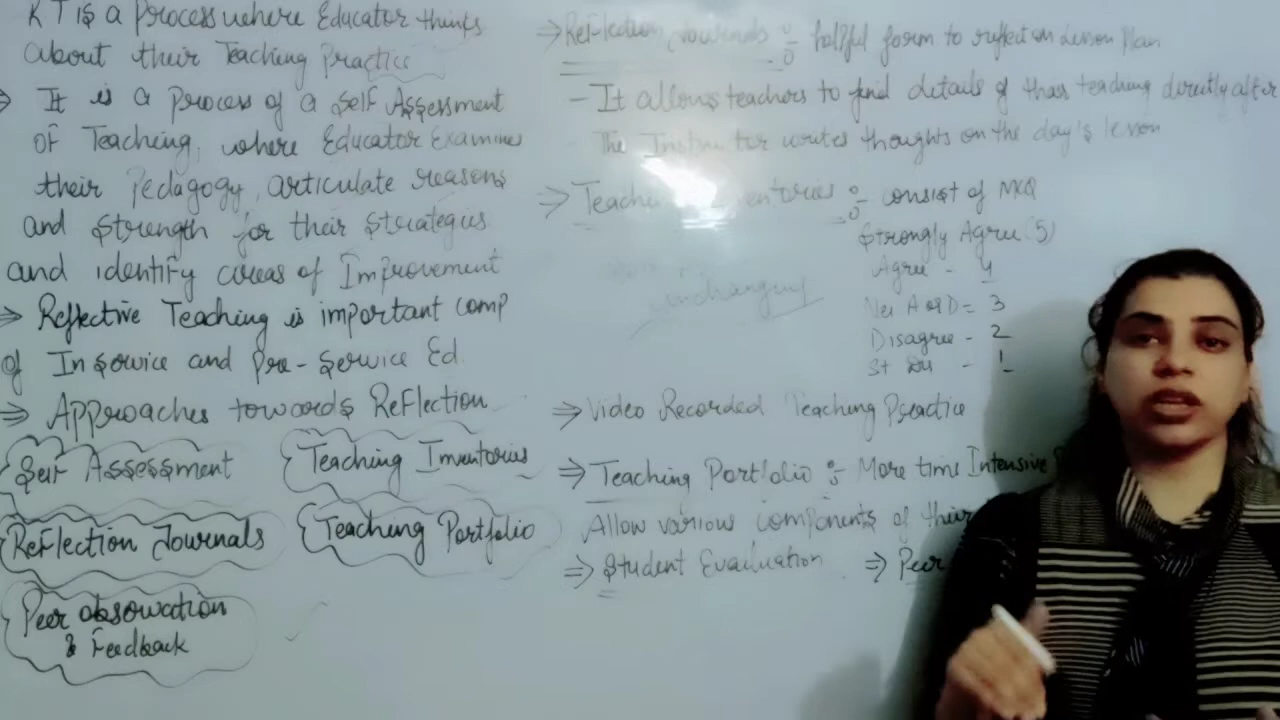 RT is a Process where Educator thinks
about their Teaching Practice
It is a Process of a Self Assessment
of Teaching, where Educator Examines
their Pedagogy, articulate reasons
and Strength for their Strategies
and identify areas of Improvement
⇒ Reflective Teaching is important comp
of In Service and Pre-Service Ed.
⇒ Approaches towards Reflection
Self Assessment
Teaching Inventories
Reflection Journals
Teaching Portfolio
Peer observation
& Feedback
⇒ Reflection Journals :- helpful form to reflect on Lesson Plan
- It allows teachers to find details of their teaching directly after
- The Instructor writes thoughts on the day's lesson
⇒ Teaching Inventories :- consist of MCQ
Strongly Agree (5)
Agree - 4
Nei A or D = 3
Disagree - 2
St Dis - 1
unchanging
⇒ Video Recorded Teaching Practice
⇒ Teaching Portfolio :- More time Intensive
Allow various components of their
⇒ Student Evaluation ⇒ Peer